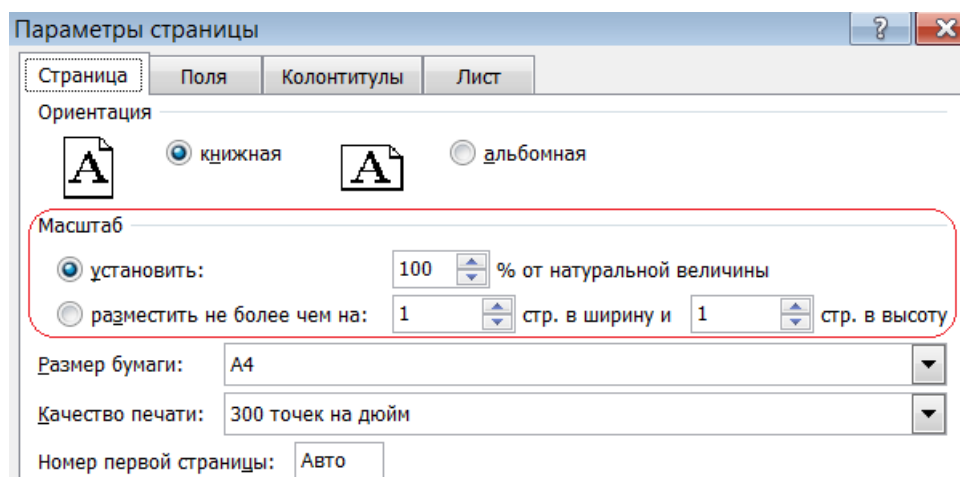 Параметры страницы ?
Страница Поля Колонтитулы Лист
Ориентация
A книжная A альбомная
Масштаб
установить: 100 % от натуральной величины
разместить не более чем на: 1 стр. в ширину и 1 стр. в высоту
Размер бумаги: A4
Качество печати: 300 точек на дюйм
Номер первой страницы: Авто